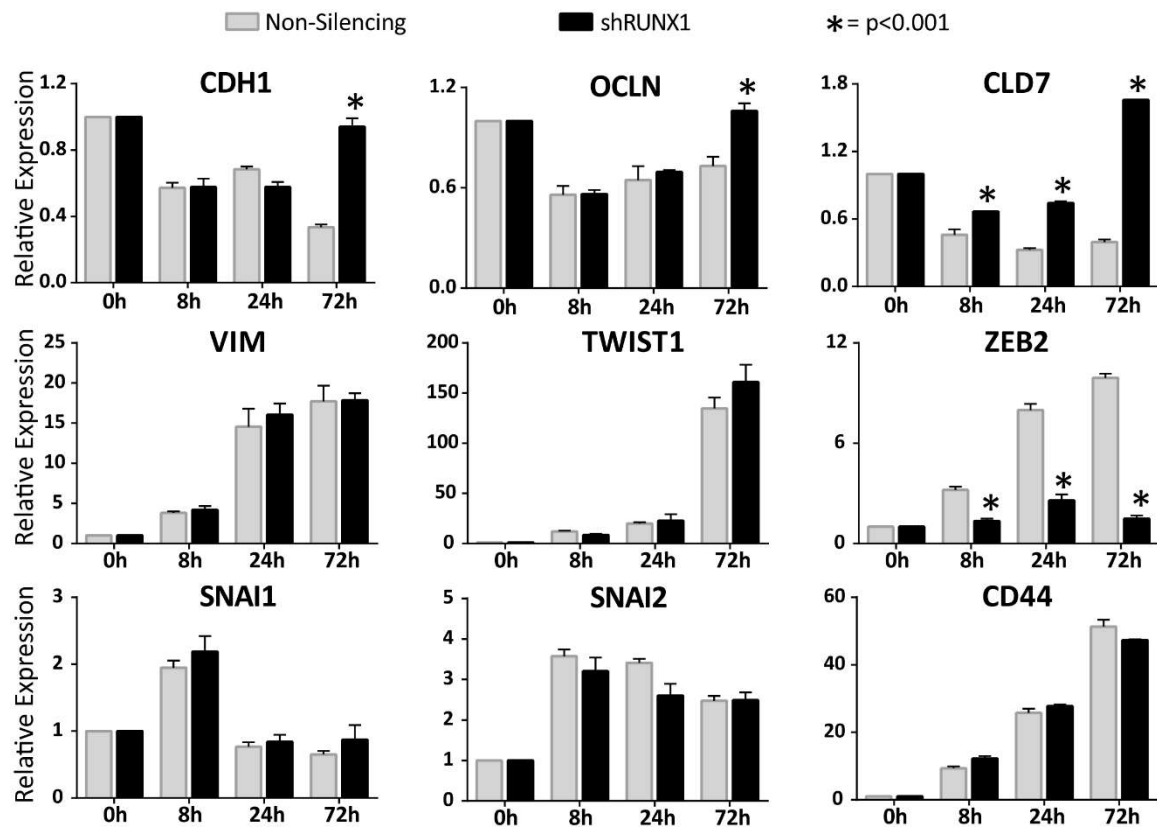 Non-Silencing shRUNX1 *= p<0.001
CDH1 OCLN CLD7
Relative Expression
1.2 0.8 0.4 0.0
* 
0h 8h 24h 72h
1.2 0.6 0.0
*
0h 8h 24h 72h
1.8 1.2 0.6 0.0
* * *
0h 8h 24h 72h
VIM TWIST1 ZEB2
Relative Expression
25 20 15 10 5 0
0h 8h 24h 72h
200 150 100 50 0
0h 8h 24h 72h
12 6 0
* * *
0h 8h 24h 72h
SNAI1 SNAI2 CD44
Relative Expression
3 2 1 0
0h 8h 24h 72h
5 4 3 2 1 0
0h 8h 24h 72h
60 40 20 0
0h 8h 24h 72h